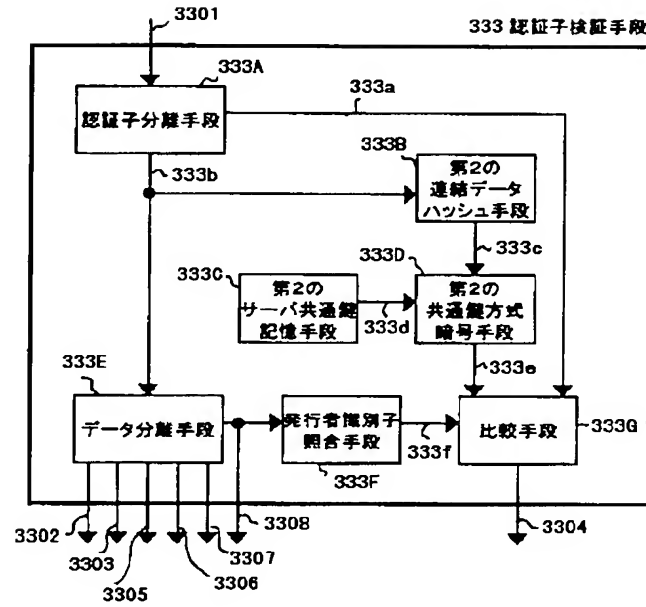 3301
333 認証子検証手段
333A
認証子分離手段
333a
333b
333B
第2の
連結データ
ハッシュ手段
333c
333C
第2の
サーバ共通鍵
記憶手段
333d
333D
第2の
共通鍵方式
暗号手段
333e
333E
データ分離手段
発行者識別子
照合手段
333F
333f
比較手段
333G
3302
3303
3305
3306
3307
3308
3304